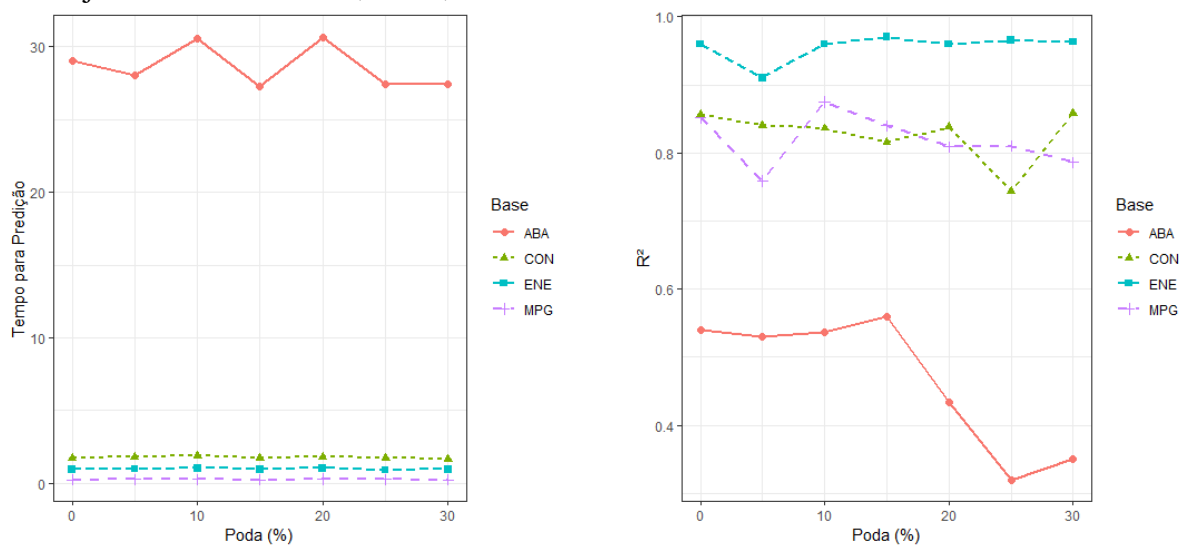 30
20
10
0
Tempo para Predição
0
10
20
30
Poda (%)
Base
ABA
CON
ENE
MPG
1.0
0.8
0.6
0.4
R²
0
10
20
30
Poda (%)
Base
ABA
CON
ENE
MPG